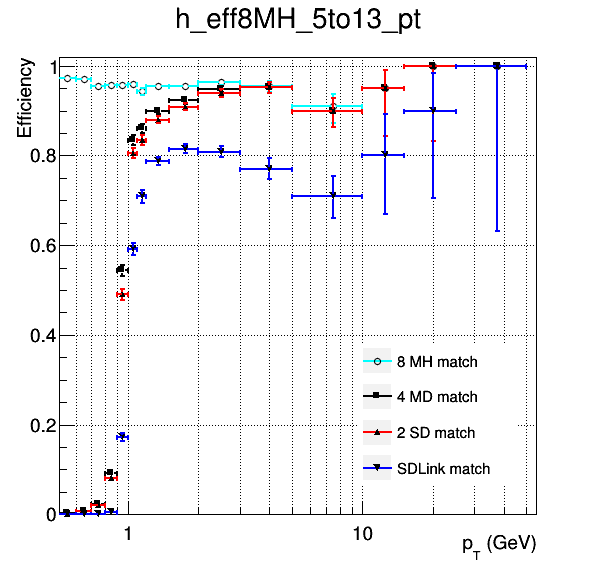 h_eff8MH_5to13_pt
Efficiency
1
0.8
0.6
0.4
0.2
0
8 MH match
4 MD match
2 SD match
SDLink match
1
10
p_T (GeV)